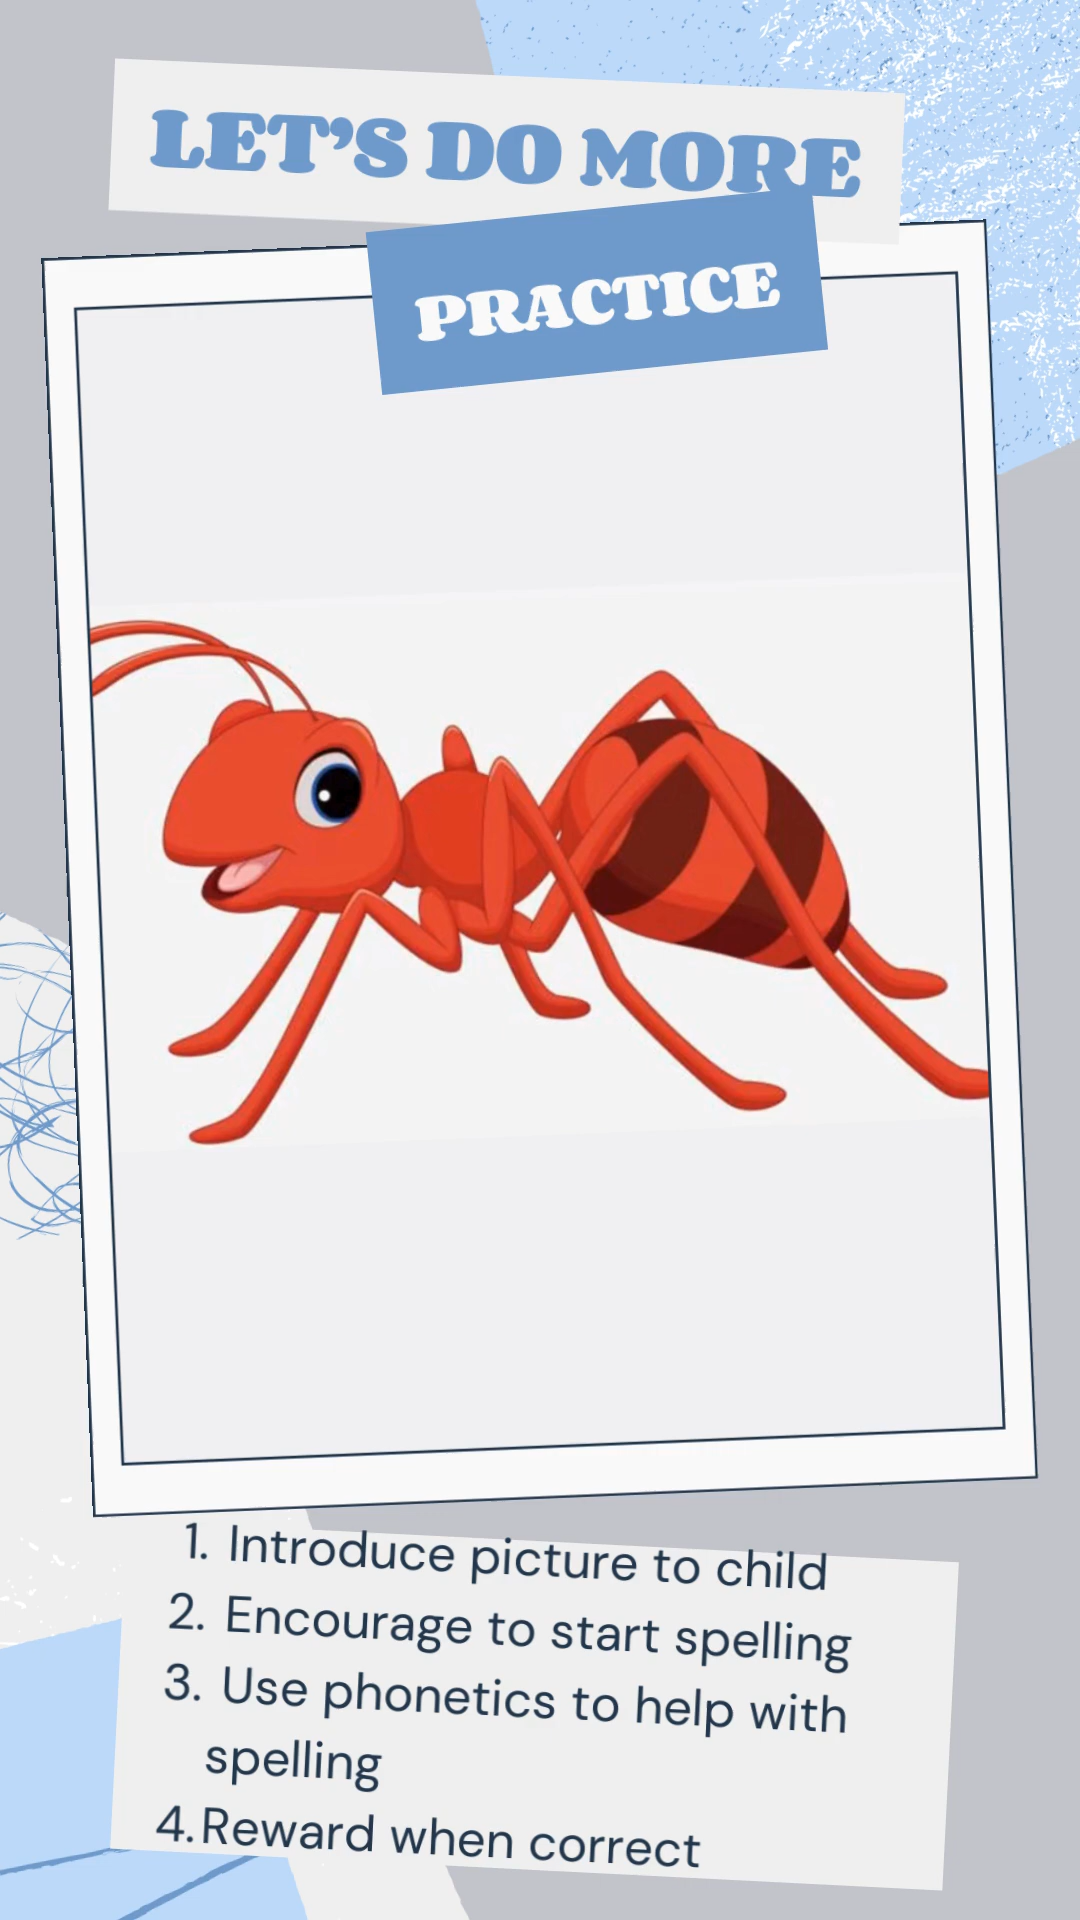 LET'S DO MORE
PRACTICE
1. Introduce picture to child
2. Encourage to start spelling
3. Use phonetics to help with
spelling
4. Reward when correct